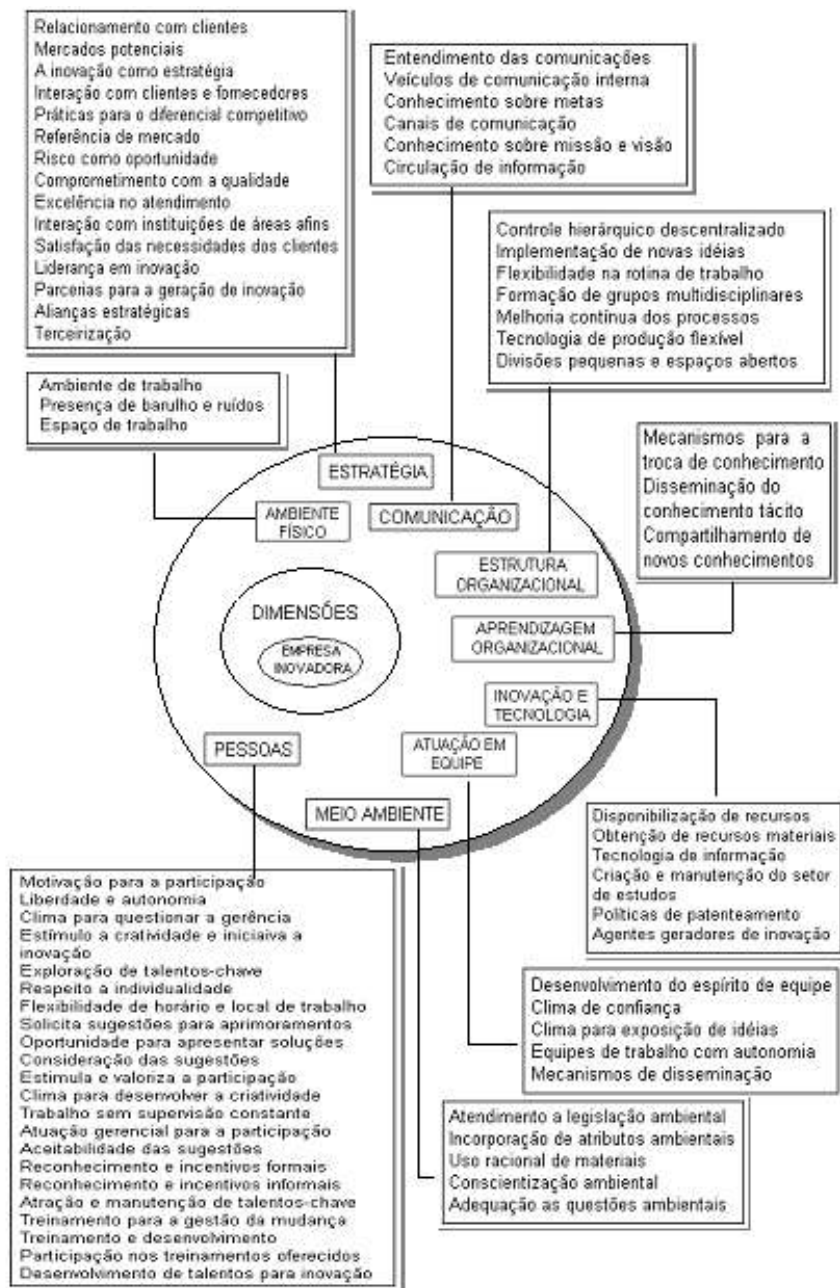 Relacionamento com clientes
Mercados potenciais
A inovação como estratégia
Interação com clientes e fornecedores
Práticas para o diferencial competitivo
Referência de mercado
Risco como oportunidade
Comprometimento com a qualidade
Excelência no atendimento
Interação com instituições de áreas afins
Satisfação das necessidades dos clientes
Liderança em inovação
Parcerias para a geração de inovação
Alianças estratégicas
Terceirização
Entendimento das comunicações
Veículos de comunicação interna
Conhecimento sobre metas
Canais de comunicação
Conhecimento sobre missão e visão
Circulação de informação
Controle hierárquico descentralizado
Implementação de novas idéias
Flexibilidade na rotina de trabalho
Formação de grupos multidisciplinares
Melhoria contínua dos processos
Tecnologia de produção flexível
Divisões pequenas e espaços abertos
Ambiente de trabalho
Presença de barulho e ruídos
Espaço de trabalho
Mecanismos para a
troca de conhecimento
Disseminação do
conhecimento tácito
Compartilhamento de
novos conhecimentos
ESTRATÉGIA
AMBIENTE
FÍSICO
COMUNICAÇÃO
ESTRUTURA
ORGANIZACIONAL
DIMENSÕES
EMPRESA
INOVADORA
APRENDIZAGEM
ORGANIZACIONAL
INOVAÇÃO E
TECNOLOGIA
PESSOAS
ATUAÇÃO EM
EQUIPE
MEIO AMBIENTE
Disponibilização de recursos
Obtenção de recursos materiais
Tecnologia de informação
Criação e manutenção do setor
de estudos
Políticas de patenteamento
Agentes geradores de inovação
Motivação para a participação
Liberdade e autonomia
Clima para questionar a gerência
Estímulo a cratividade e iniciaiva a
inovação
Exploração de talentos-chave
Respeito a individualidade
Flexibilidade de horário e local de trabalho
Solicita sugestões para aprimoramentos
Oportunidade para apresentar soluções
Consideração das sugestões
Estimula e valoriza a participação
Clima para desenvolver a criatividade
Trabalho sem supervisão constante
Atuação gerencial para a participação
Aceitabilidade das sugestões
Reconhecimento e incentivos formais
Reconhecimento e incentivos informais
Atração e manutenção de talentos-chave
Treinamento para a gestão da mudança
Treinamento e desenvolvimento
Participação nos treinamentos oferecidos
Desenvolvimento de talentos para inovação
Desenvolvimento do espírito de equipe
Clima de confiança
Clima para exposição de idéias
Equipes de trabalho com autonomia
Mecanismos de disseminação
Atendimento a legislação ambiental
Incorporação de atributos ambientais
Uso racional de materiais
Conscientização ambiental
Adequação as questões ambientais